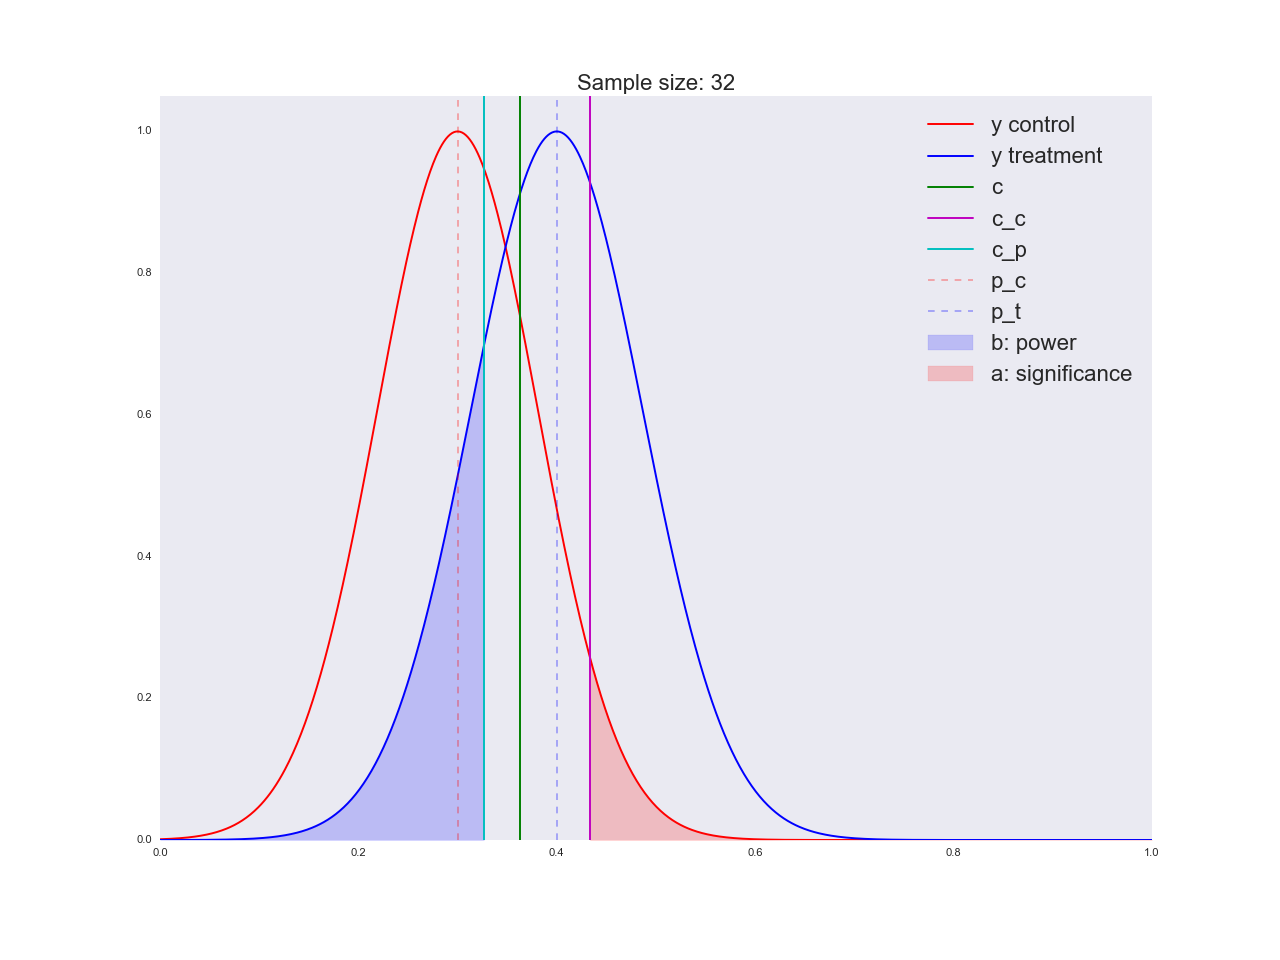 Sample size: 32
y control
y treatment
c
c_c
c_p
p_c
p_t
b: power
a: significance
1.0
0.8
0.6
0.4
0.2
0.0
0.0 0.2 0.4 0.6 0.8 1.0